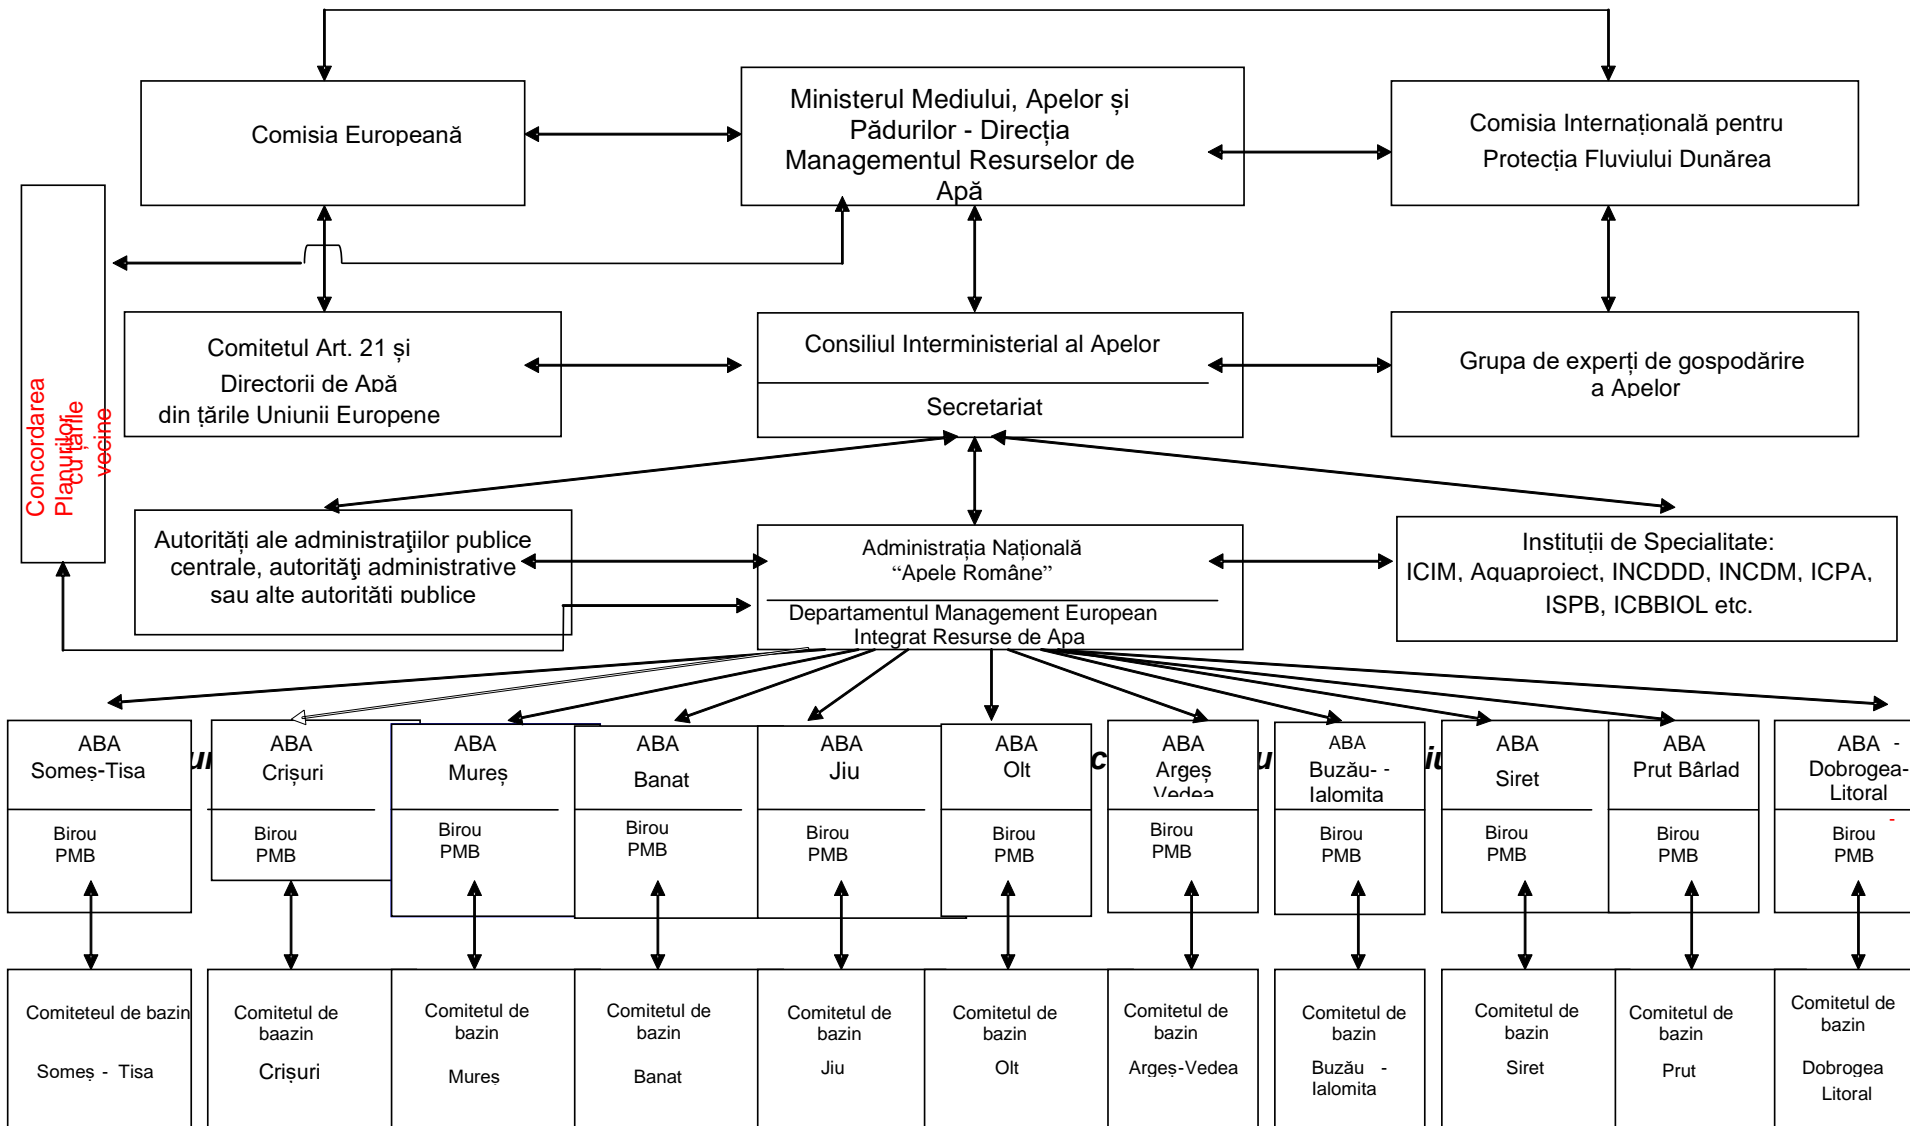 Comisia Europeană
Ministerul Mediului, Apelor și
Pădurilor - Direcția
Managementul Resurselor de
Apă
Comisia Internațională pentru
Protecția Fluviului Dunărea
Concordarea
Planurilor
cu țările
vecine
Comitetul Art. 21 și
Directorii de Apă
din țările Uniunii Europene
Consiliul Interministerial al Apelor
Secretariat
Grupa de experți de gospodărire
a Apelor
Autorități ale administraţiilor publice
centrale, autorităţi administrative
sau alte autorități publice
Administrația Națională
“Apele Române”
Departamentul Management European
Integrat Resurse de Apa
Instituții de Specialitate:
ICIM, Aquaproiect, INCDDD, INCDM, ICPA,
ISPB, ICBBIOL etc.
ABA
Someș-Tisa
Birou
PMB
ABA
Crișuri
Birou
PMB
ABA
Mureș
Birou
PMB
ABA
Banat
Birou
PMB
ABA
Jiu
Birou
PMB
ABA
Olt
Birou
PMB
ABA
Argeș
Vedea
Birou
PMB
ABA
Buzău- -
Ialomita
Birou
PMB
ABA
Siret
Birou
PMB
ABA
Prut Bârlad
Birou
PMB
ABA -
Dobrogea-
Litoral
-
Birou
PMB
Comiteteul de bazin
Someș - Tisa
Comitetul de
baazin
Crișuri
Comitetul de
bazin
Mureș
Comitetul de
bazin
Banat
Comitetul de
bazin
Jiu
Comitetul de
bazin
Olt
Comitetul de
bazin
Argeș-Vedea
Comitetul de
bazin
Buzău -
Ialomita
Comitetul de
bazin
Siret
Comitetul de
bazin
Prut
Comitetul de
bazin
Dobrogea
Litoral